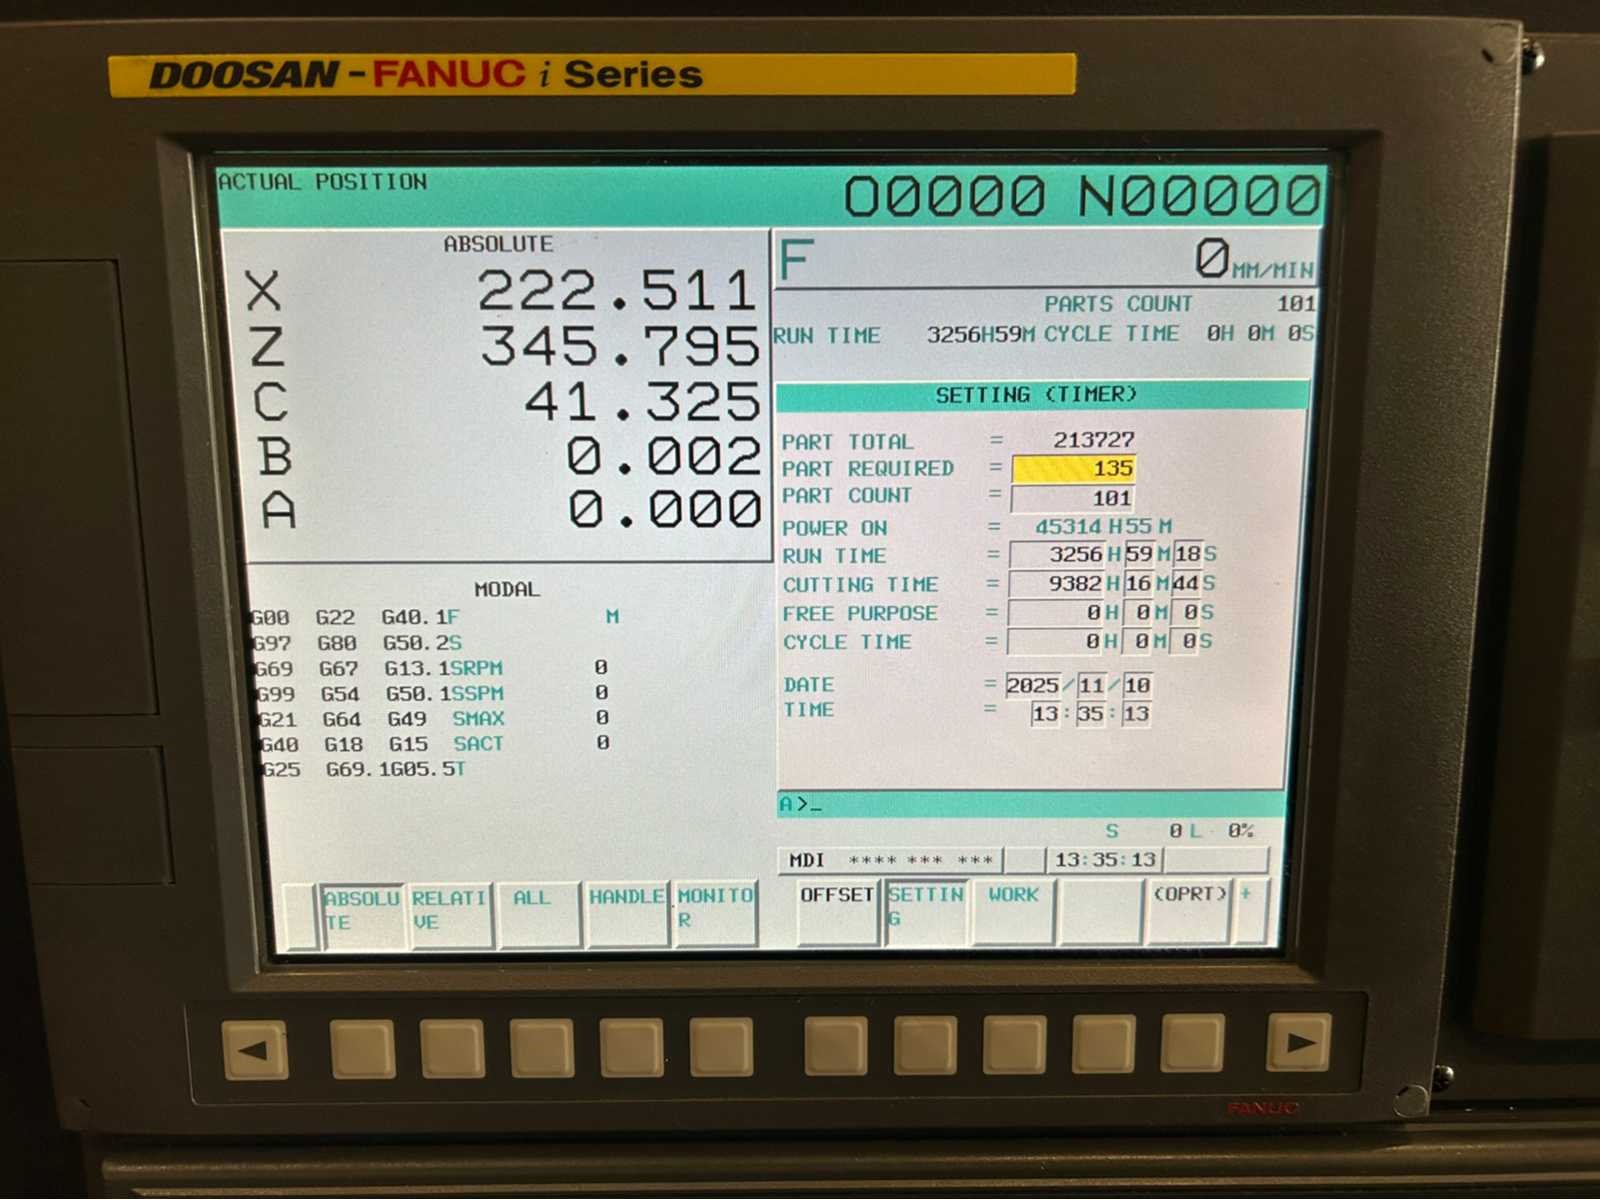 DOOSAN-FANUC i Series
ACTUAL POSITION O0000 N00000
ABSOLUTE
X 222.511
Z 345.795
C 41.325
B 0.002
A 0.000
F 0 MM/MIN
PARTS COUNT 101
RUN TIME 3256H59M CYCLE TIME 0H 0M 0S
MODAL
G00 G22 G40.1 F M
G97 G80 G50.2 S
G69 G67 G13.1 SRPM 0
G99 G54 G50.1 SSPM 0
G21 G64 G49 SMAX 0
G40 G18 G15 SACT 0
G25 G69.1 G05.5 T
SETTING (TIMER)
PART TOTAL = 213727
PART REQUIRED = 135
PART COUNT = 101
POWER ON = 45314 H 55 M
RUN TIME = 3256 H 59 M 18 S
CUTTING TIME = 9382 H 16 M 44 S
FREE PURPOSE = 0 H 0 M 0 S
CYCLE TIME = 0 H 0 M 0 S
DATE = 2025/11/10
TIME = 13:35:13
A>_
S 0 L 0%
MDI **** *** *** 13:35:13
ABSOLUTE RELATIVE ALL HANDLE MONITOR OFFSET SETTING WORK (OPRT) +
FANUC